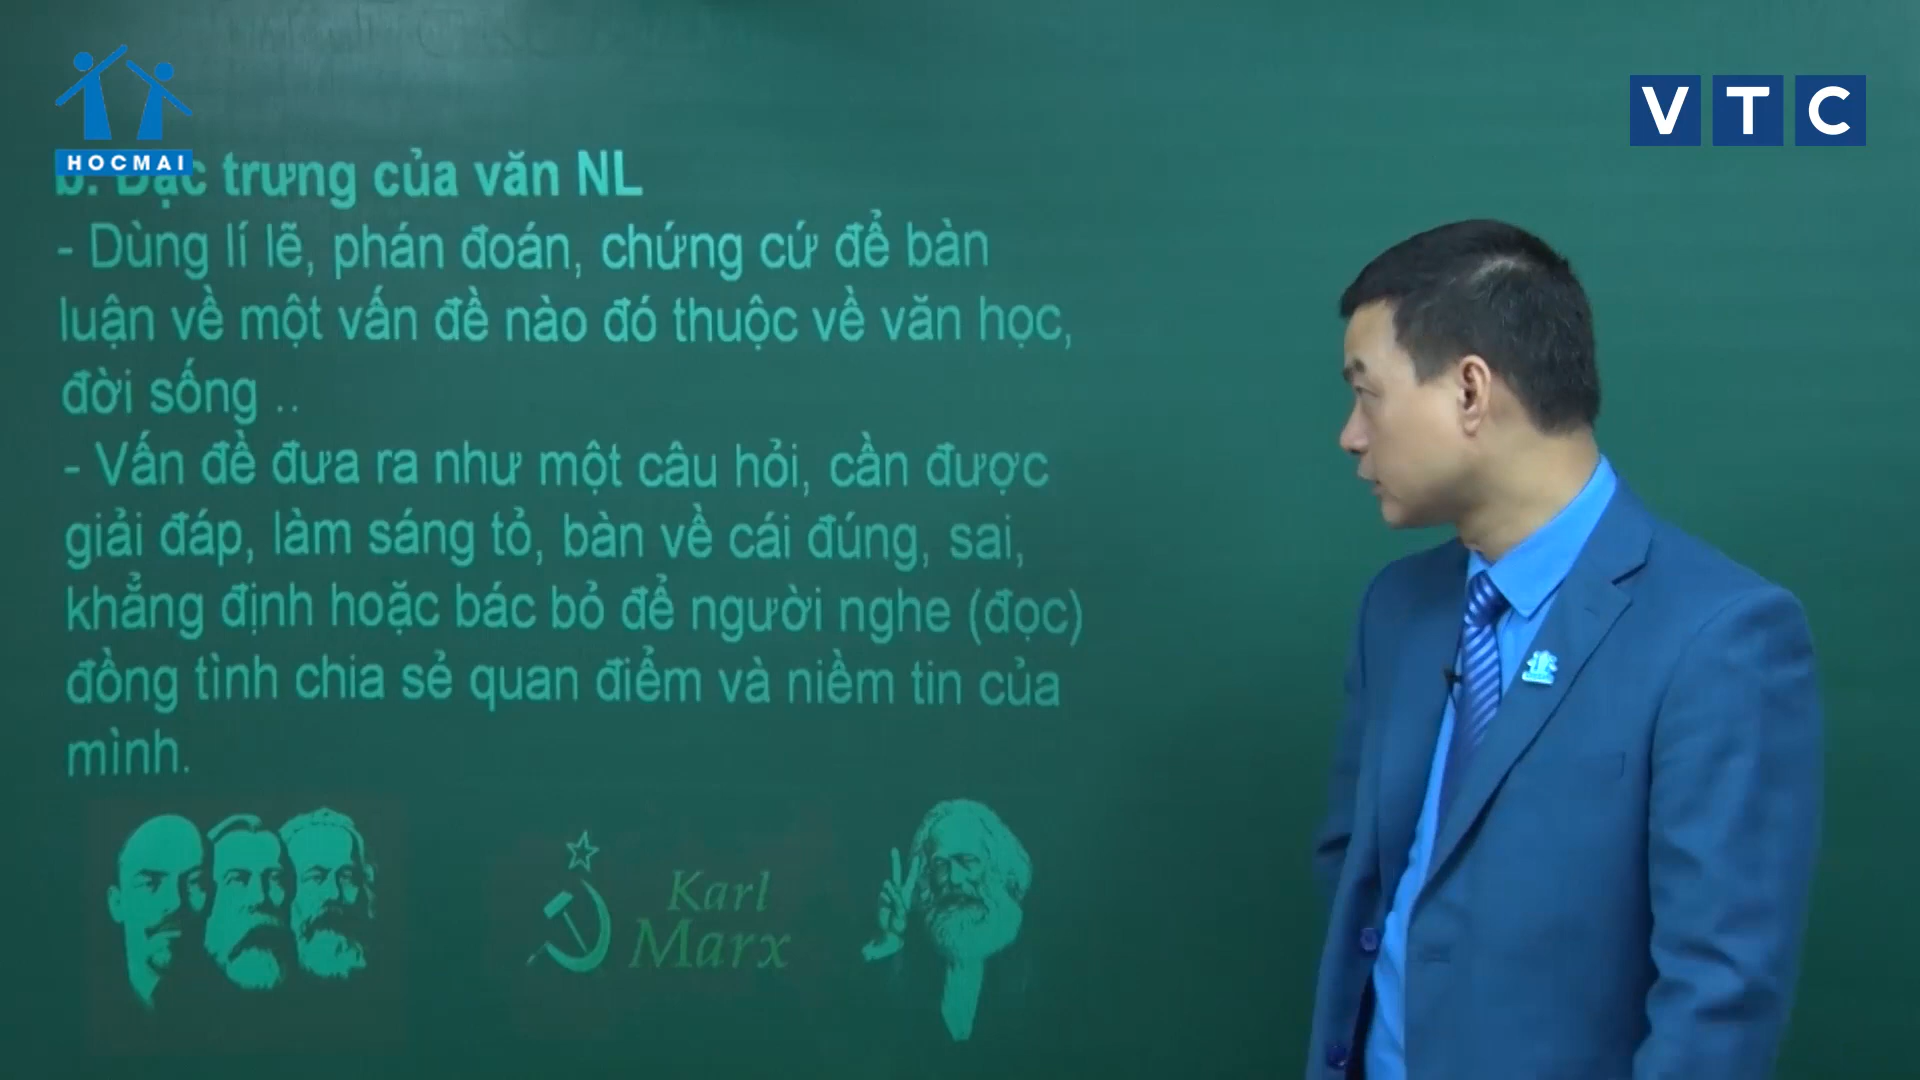 HOCMAI
VTC
b. Đặc trưng của văn NL
- Dùng lí lẽ, phán đoán, chứng cứ để bàn
luận về một vấn đề nào đó thuộc về văn học,
đời sống ..
- Vấn đề đưa ra như một câu hỏi, cần được
giải đáp, làm sáng tỏ, bàn về cái đúng, sai,
khẳng định hoặc bác bỏ để người nghe (đọc)
đồng tình chia sẻ quan điểm và niềm tin của
mình.
Karl
Marx